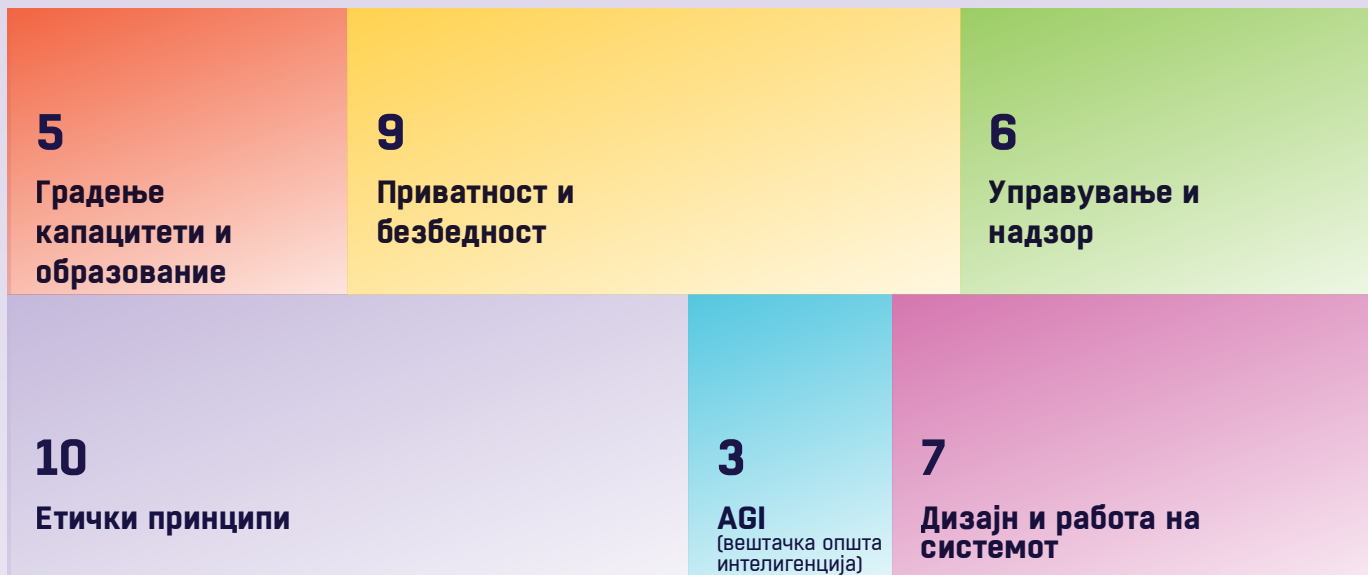 5
Градење
капацитети и
образование
9
Приватност и
безбедност
6
Управување и
надзор
10
Етички принципи
3
AGI
(вештачка општа
интелигенција)
7
Дизајн и работа на
системот